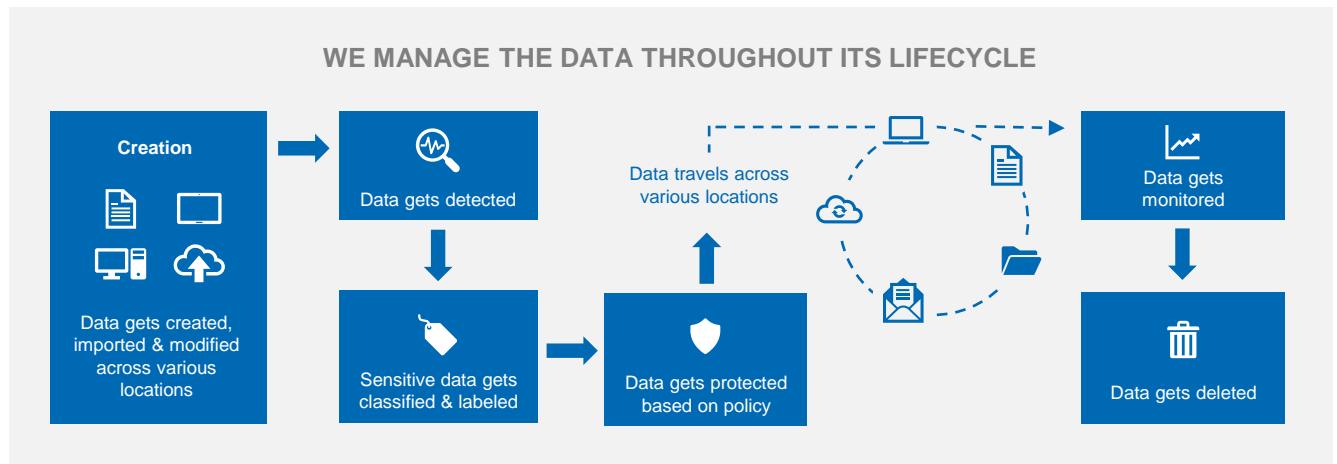 WE MANAGE THE DATA THROUGHOUT ITS LIFECYCLE
Creation
Data gets created,
imported & modified
across various
locations
Data gets detected
Sensitive data gets
classified & labeled
Data gets protected
based on policy
Data travels across
various locations
Data gets
monitored
Data gets deleted